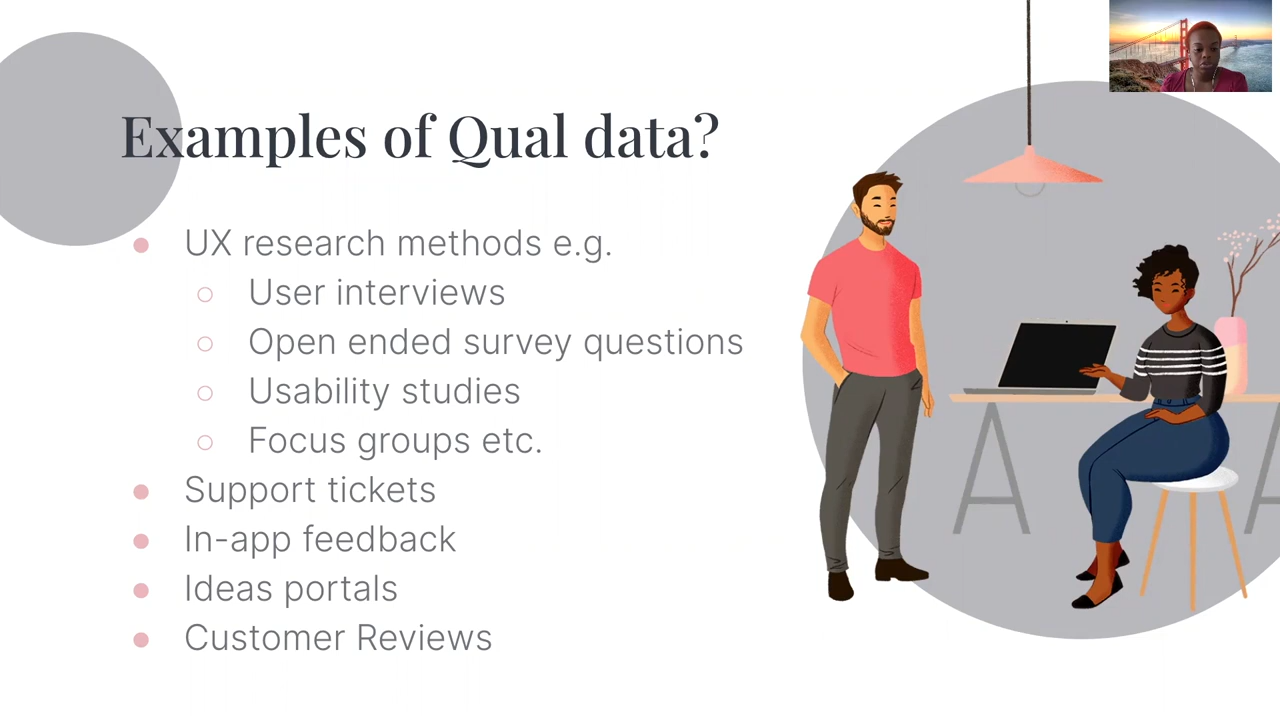 Examples of Qual data?
UX research methods e.g.
User interviews
Open ended survey questions
Usability studies
Focus groups etc.
Support tickets
In-app feedback
Ideas portals
Customer Reviews